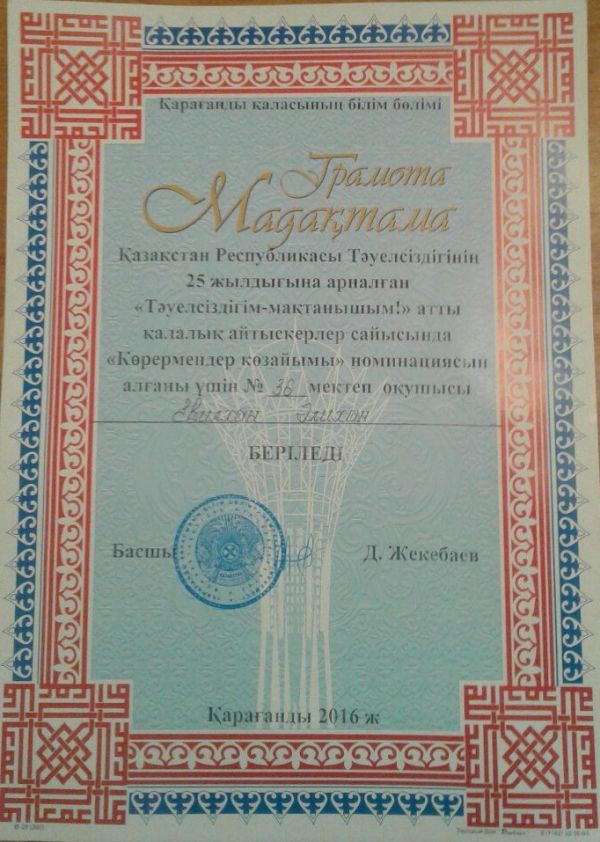 Қарағанды қаласының білім бөлімі
Грамота
Мадақтама
Қазақстан Республикасы Тәуелсіздігінің
25 жылдығына арналған
«Тәуелсіздігім-мақтанышым!» атты
қалалық айтыскерлер сайысында
«Көрермендер көзайымы» номинациясын
алғаны үшін № 36 мектеп оқушысы
БЕРІЛЕДІ
Басшы Д. Жекебаев
Қарағанды 2016 ж